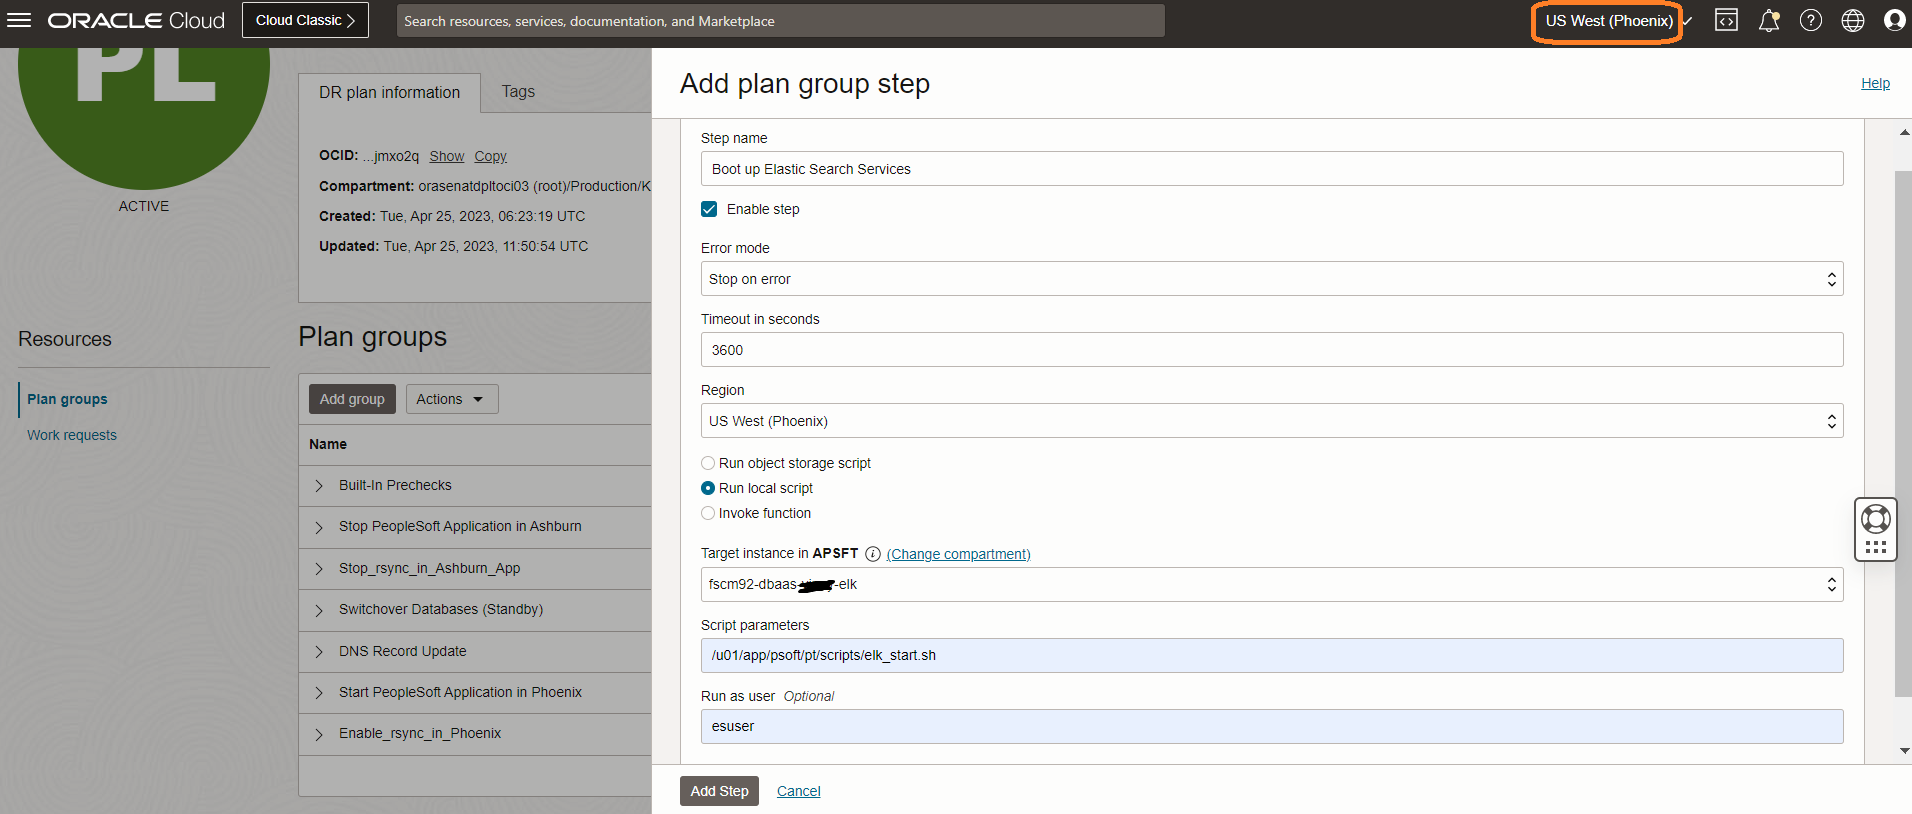 ORACLE Cloud
Cloud Classic
Search resources, services, documentation, and Marketplace
US West (Phoenix)
PL
ACTIVE
DR plan information
Tags
OCID: ...jmxo2q Show Copy
Compartment: orasenatdpltoci03 (root)/Production/K
Created: Tue, Apr 25, 2023, 06:23:19 UTC
Updated: Tue, Apr 25, 2023, 11:50:54 UTC
Resources
Plan groups
Work requests
Plan groups
Add group
Actions
Name
Built-In Prechecks
Stop PeopleSoft Application in Ashburn
Stop_rsync_in_Ashburn_App
Switchover Databases (Standby)
DNS Record Update
Start PeopleSoft Application in Phoenix
Enable_rsync_in_Phoenix
Add plan group step
Help
Step name
Boot up Elastic Search Services
Enable step
Error mode
Stop on error
Timeout in seconds
3600
Region
US West (Phoenix)
Run object storage script
Run local script
Invoke function
Target instance in APSFT (Change compartment)
fscm92-dbaas- -elk
Script parameters
/u01/app/psoft/pt/scripts/elk_start.sh
Run as user Optional
esuser
Add Step
Cancel